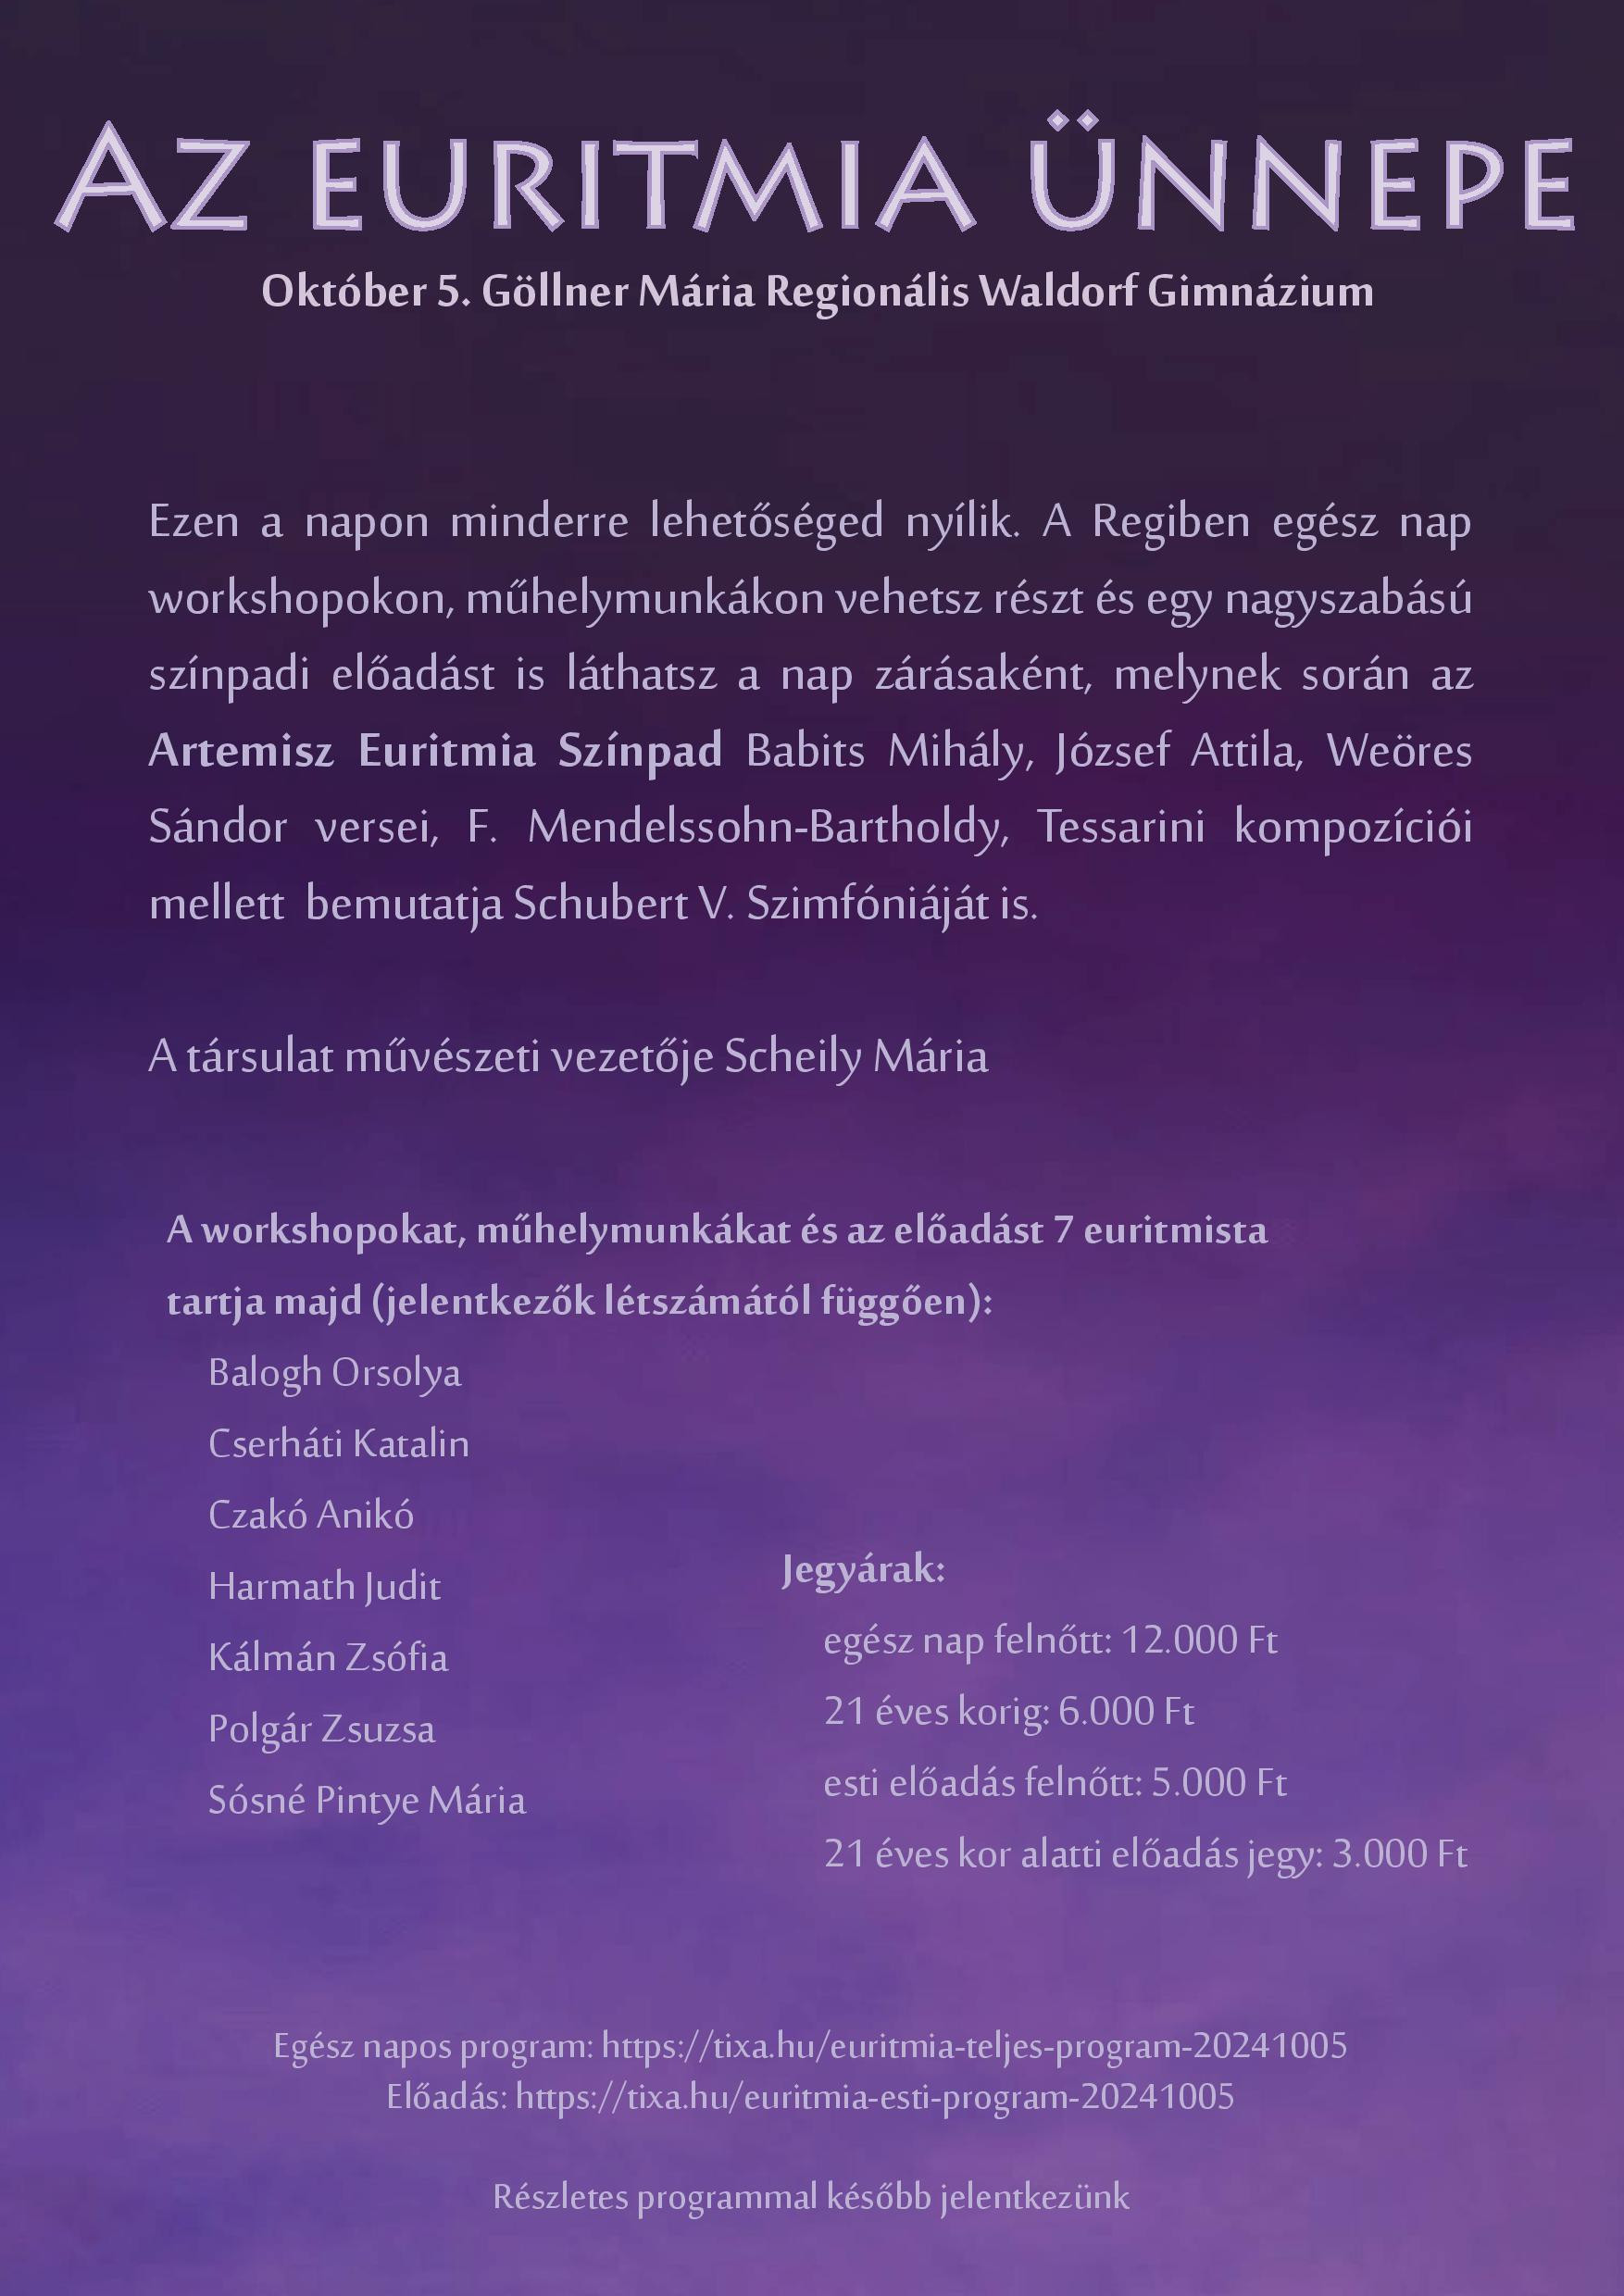 AZ EURITMIA ÜNNEPE
Október 5. Göllner Mária Regionális Waldorf Gimnázium
Ezen a napon minderre lehetőséged nyílik. A Regiben egész nap
workshopokon, műhelymunkákon vehetsz részt és egy nagyszabású
színpadi előadást is láthatsz a nap zárásaként, melynek során az
Artemisz Euritmia Színpad Babits Mihály, József Attila, Weöres
Sándor versei, F. Mendelssohn-Bartholdy, Tessarini kompozíciói
mellett bemutatja Schubert V. Szimfóniáját is.
A társulat művészeti vezetője Scheily Mária
A workshopokat, műhelymunkákat és az előadást 7 euritmista
tartja majd (jelentkezők létszámától függően):
Balogh Orsolya
Cserháti Katalin
Czakó Anikó
Harmath Judit
Kálmán Zsófia
Polgár Zsuzsa
Sósné Pintye Mária
Jegyárak:
egész nap felnőtt: 12.000 Ft
21 éves korig: 6.000 Ft
esti előadás felnőtt: 5.000 Ft
21 éves kor alatti előadás jegy: 3.000 Ft
Egész napos program: https://tixa.hu/euritmia-teljes-program-20241005
Előadás: https://tixa.hu/euritmia-esti-program-20241005
Részletes programmal később jelentkezünk